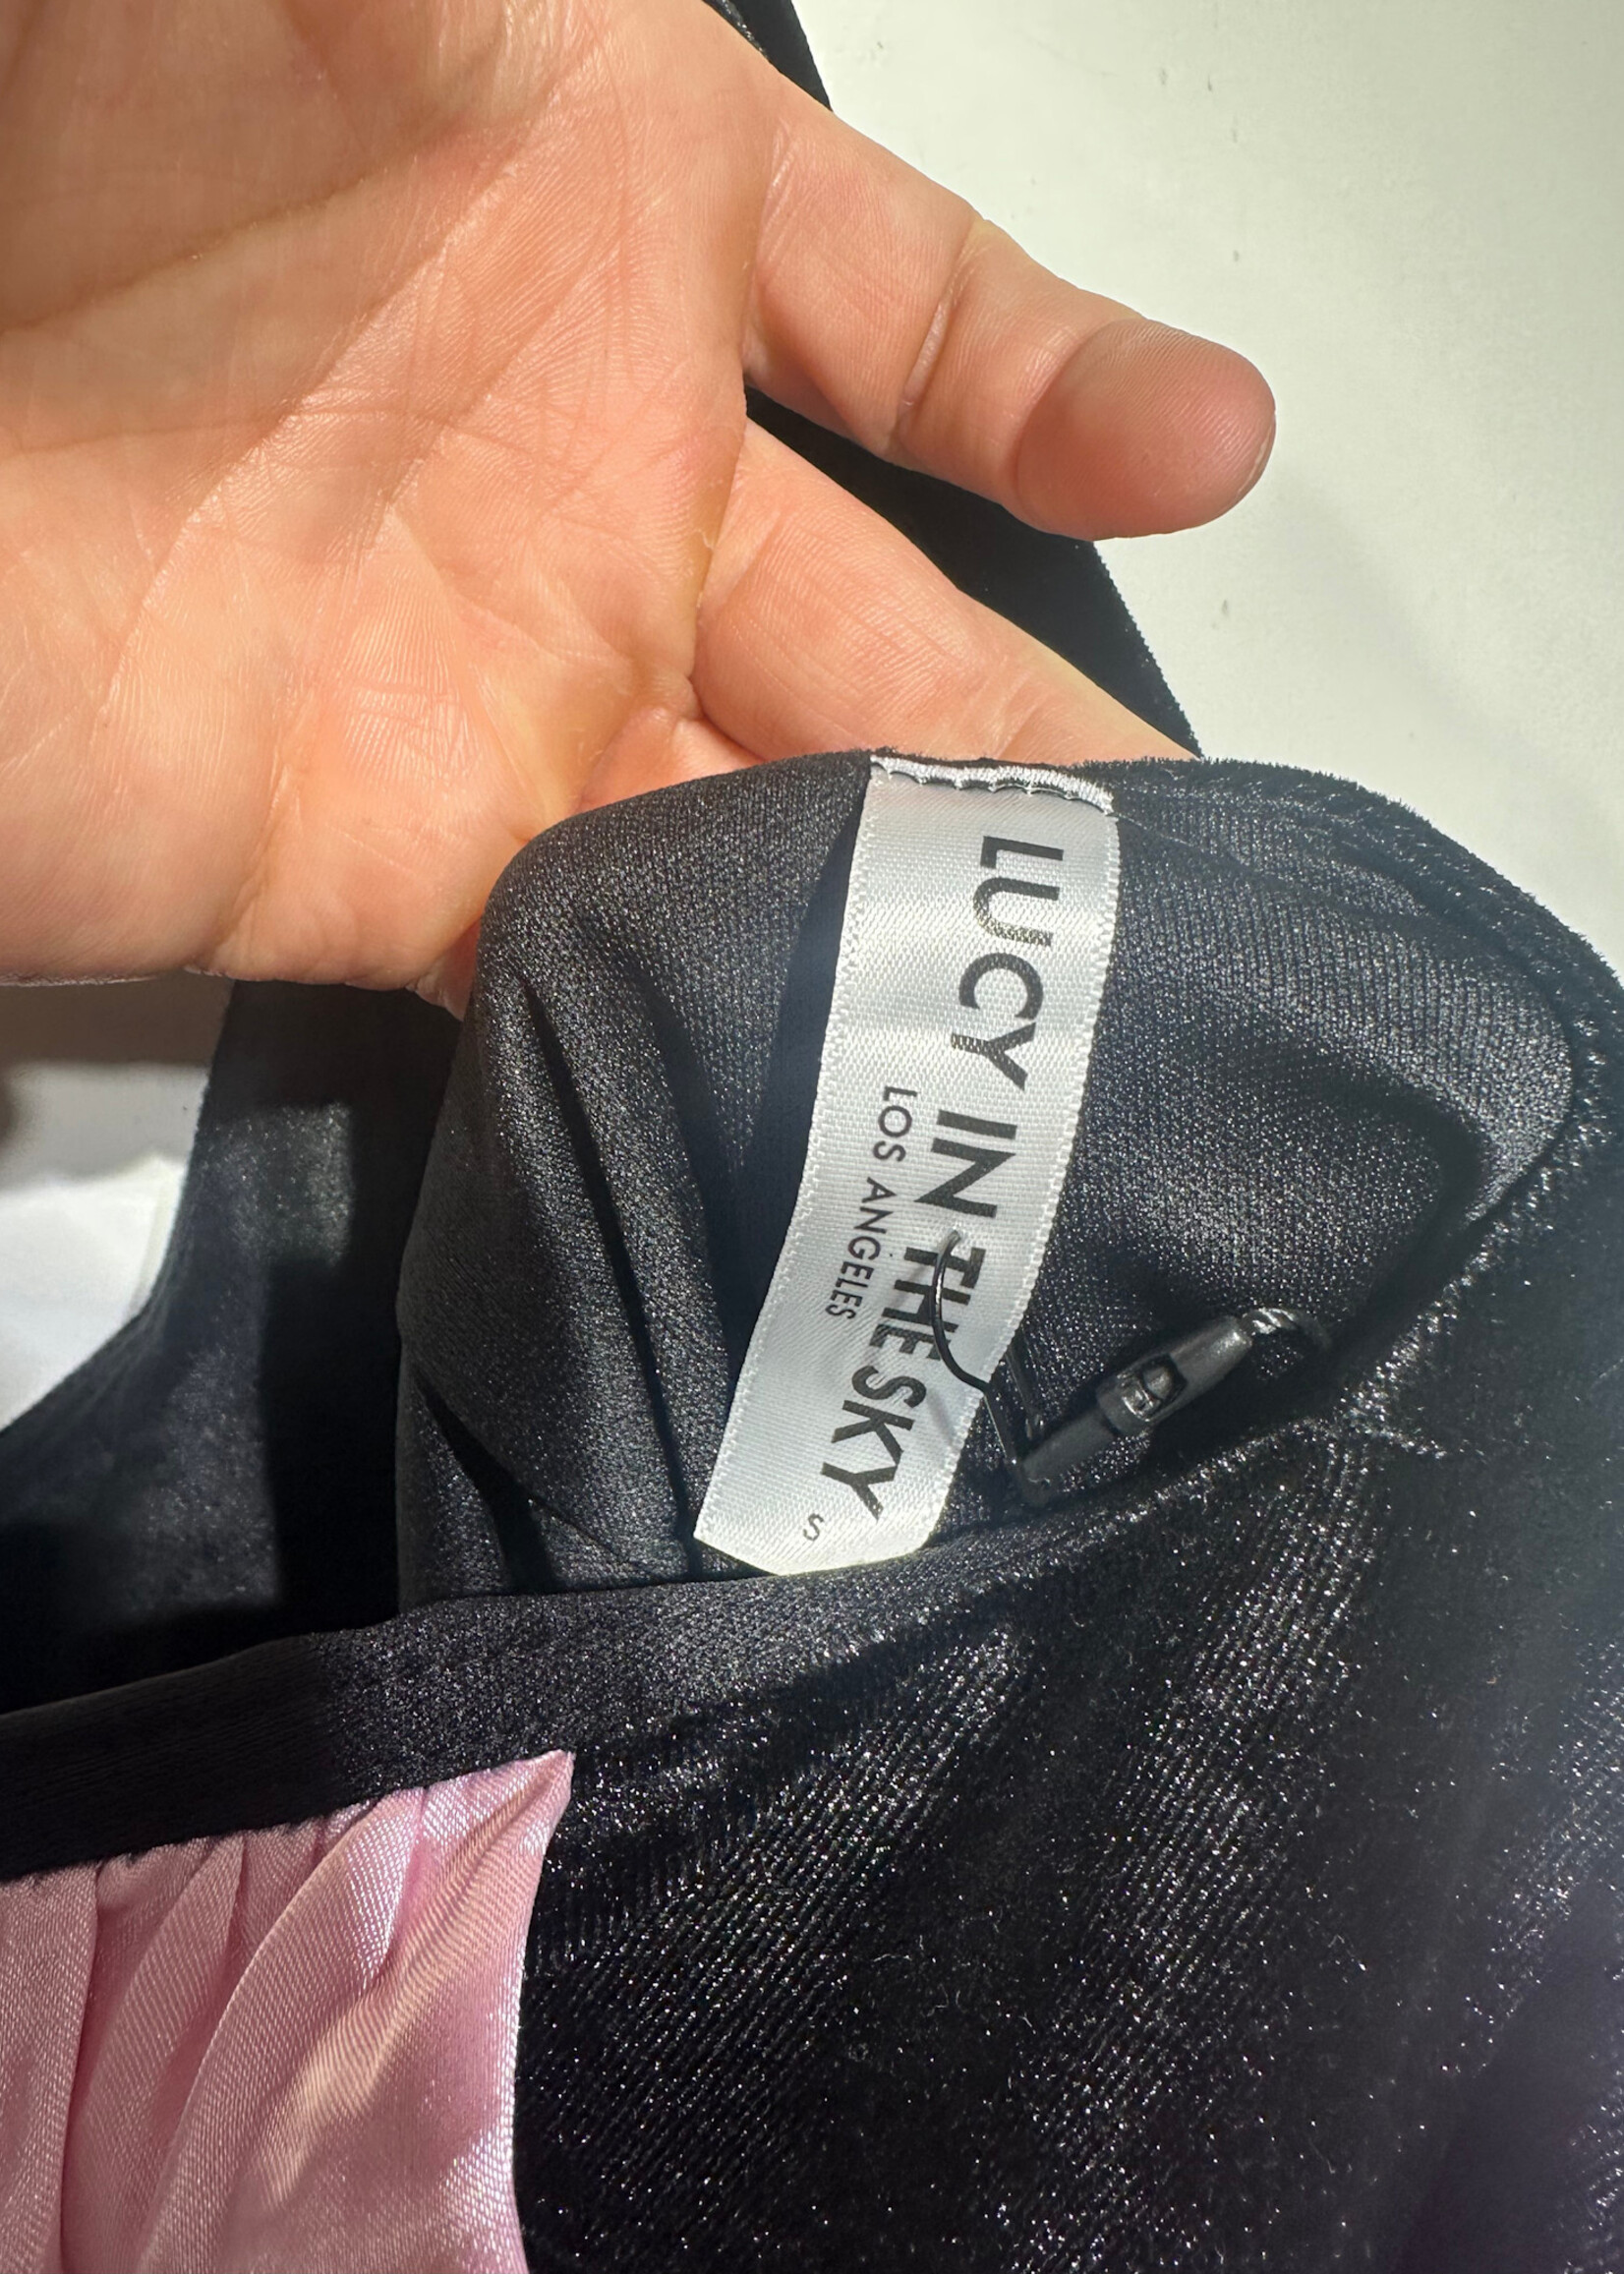 LUCY IN THE SKY
LOS ANGELES
S